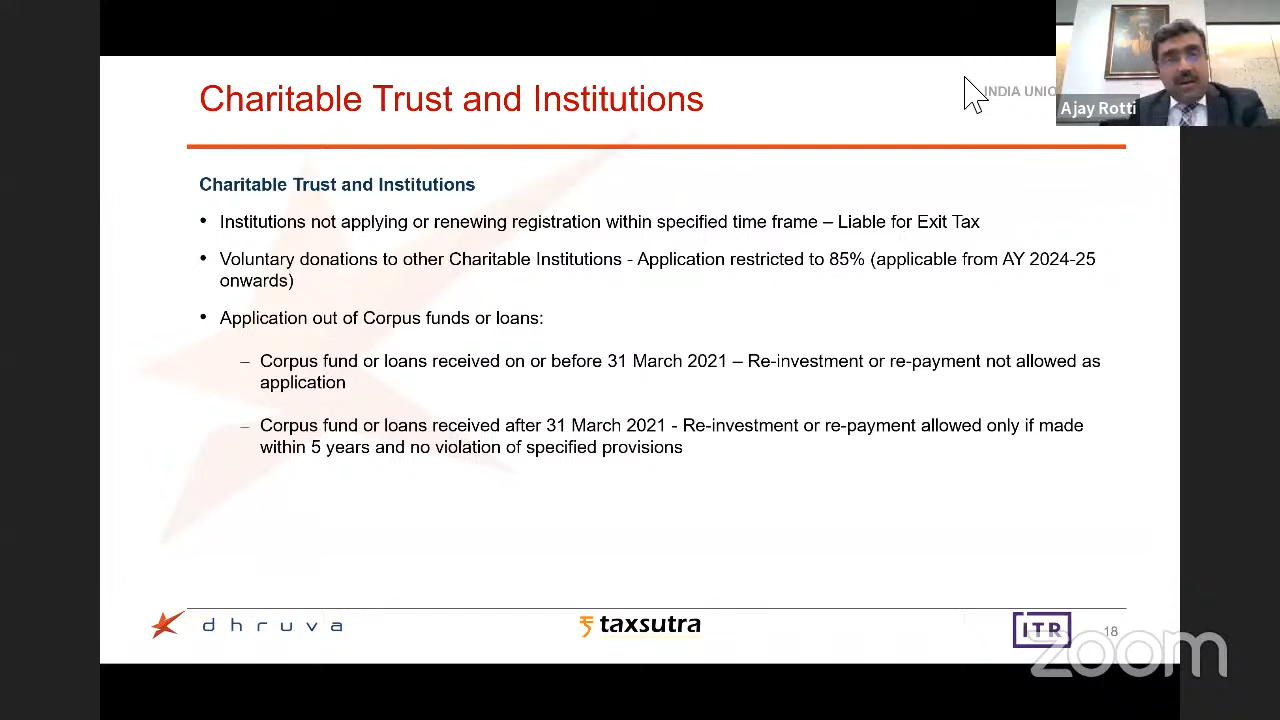 Charitable Trust and Institutions
INDIA UNIO
Ajay Rotti
Charitable Trust and Institutions
• Institutions not applying or renewing registration within specified time frame – Liable for Exit Tax
• Voluntary donations to other Charitable Institutions - Application restricted to 85% (applicable from AY 2024-25
onwards)
• Application out of Corpus funds or loans:
– Corpus fund or loans received on or before 31 March 2021 – Re-investment or re-payment not allowed as
application
– Corpus fund or loans received after 31 March 2021 - Re-investment or re-payment allowed only if made
within 5 years and no violation of specified provisions
dhruva
₹ taxsutra
ITR
18
zoom